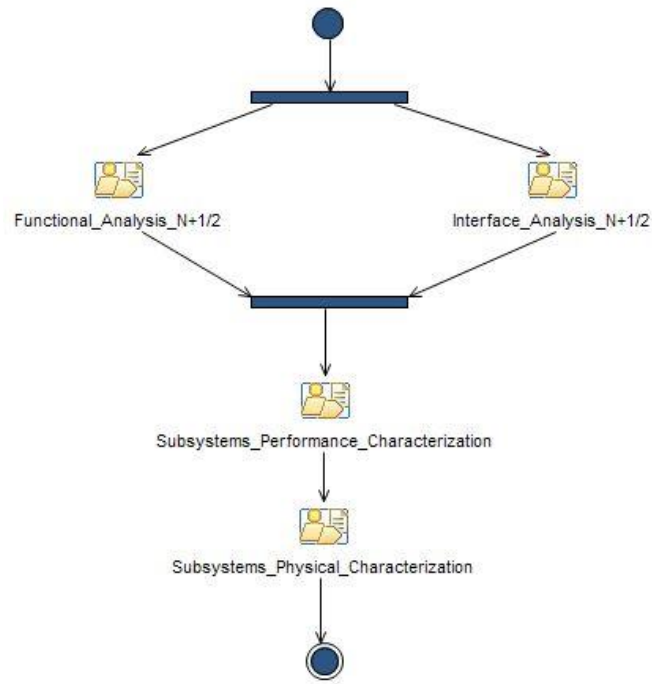 Functional_Analysis_N+1/2
Interface_Analysis_N+1/2
Subsystems_Performance_Characterization
Subsystems_Physical_Characterization